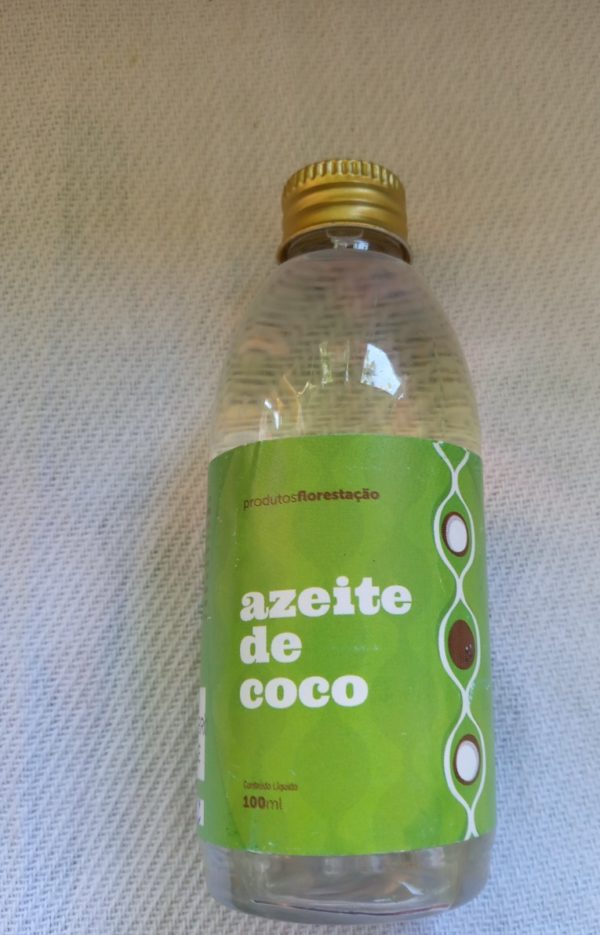 produtosflorestação
azeite
de
coco
Conteúdo Líquido
100ml